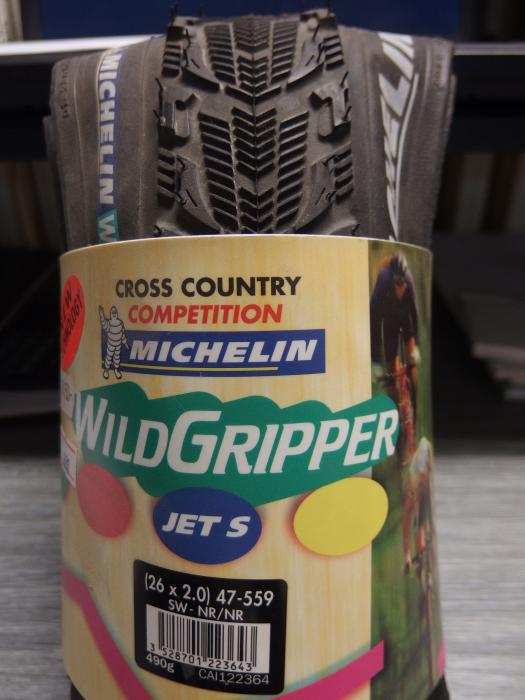 MICHELIN W
CROSS COUNTRY
COMPETITION
MICHELIN
WILDGRIPPER
JET S
(26 x 2.0) 47-559
SW- NR/NR
3 528701 223643
490g CAI122364